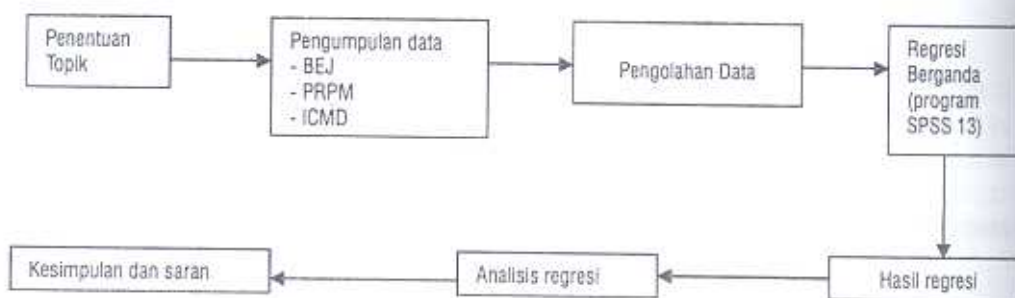 Penentuan
Topik
Pengumpulan data
- BEJ
- PRPM
- ICMD
Pengolahan Data
Regresi
Berganda
(program
SPSS 13)
Hasil regresi
Analisis regresi
Kesimpulan dan saran